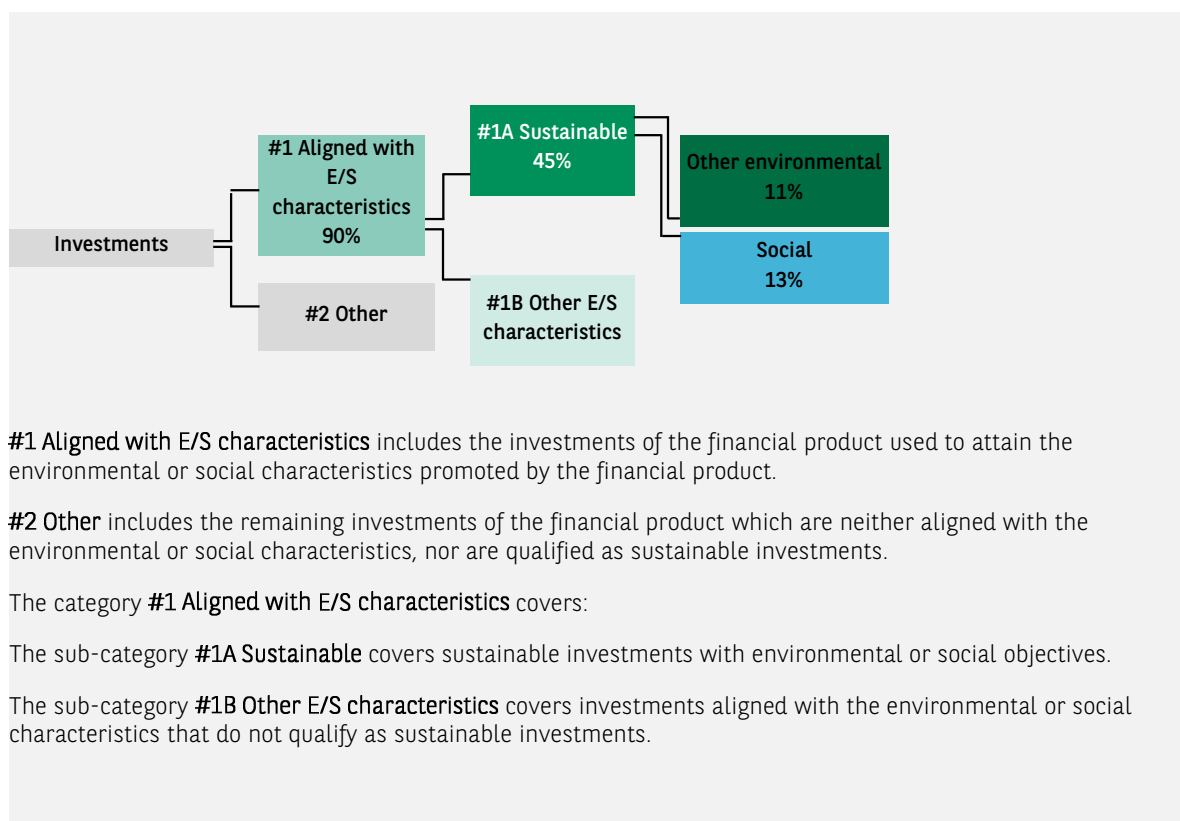 #1A Sustainable
45%
#1 Aligned with
E/S
characteristics
90%
Other environmental
11%
Investments
Social
13%
#2 Other
#1B Other E/S
characteristics
#1 Aligned with E/S characteristics includes the investments of the financial product used to attain the
environmental or social characteristics promoted by the financial product.
#2 Other includes the remaining investments of the financial product which are neither aligned with the
environmental or social characteristics, nor are qualified as sustainable investments.
The category #1 Aligned with E/S characteristics covers:
The sub-category #1A Sustainable covers sustainable investments with environmental or social objectives.
The sub-category #1B Other E/S characteristics covers investments aligned with the environmental or social
characteristics that do not qualify as sustainable investments.